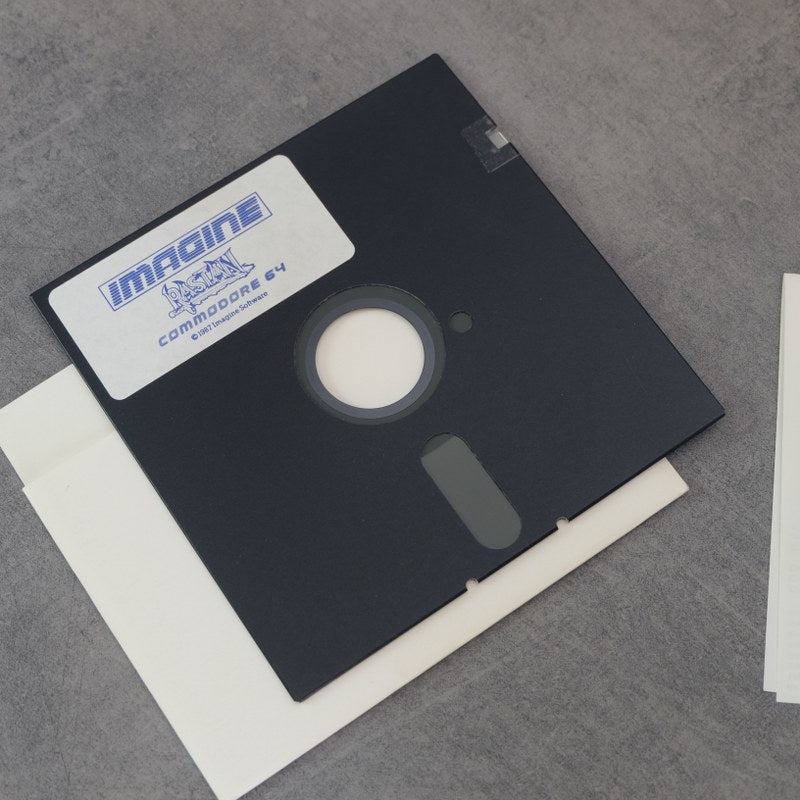 IMAGINE
RASTAN
COMMODORE 64
©1987 Imagine Software